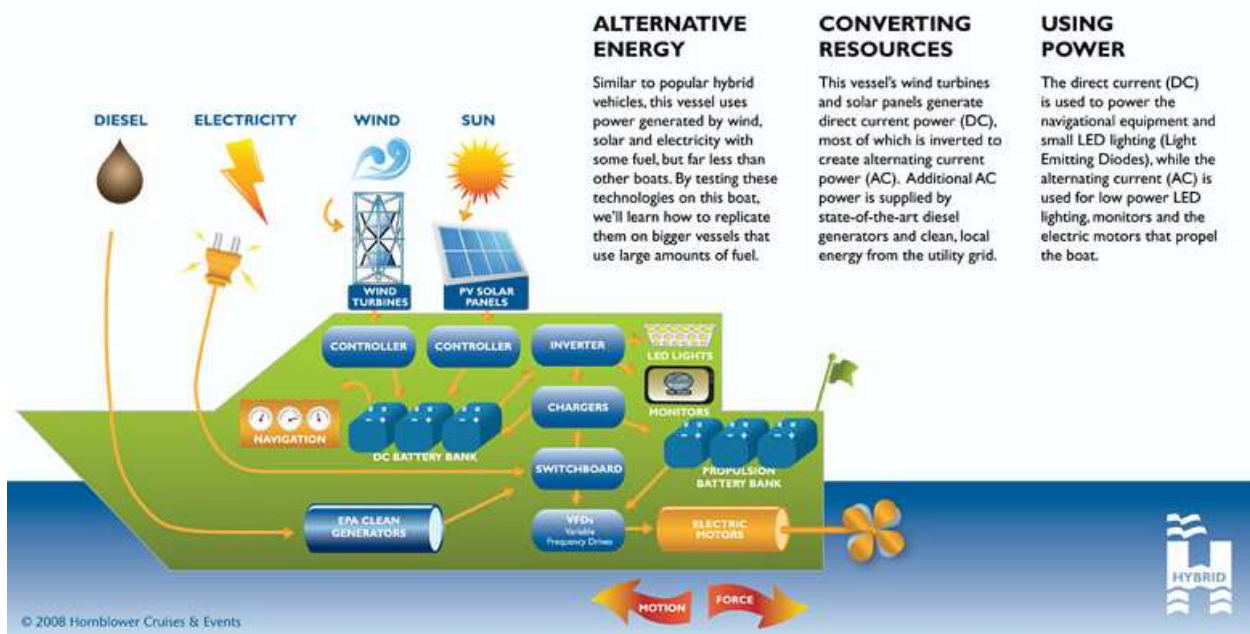 ALTERNATIVE
ENERGY
Similar to popular hybrid
vehicles, this vessel uses
power generated by wind,
solar and electricity with
some fuel, but far less than
other boats. By testing these
technologies on this boat,
we'll learn how to replicate
them on bigger vessels that
use large amounts of fuel.
CONVERTING
RESOURCES
This vessel's wind turbines
and solar panels generate
direct current power (DC),
most of which is inverted to
create alternating current
power (AC). Additional AC
power is supplied by
state-of-the-art diesel
generators and clean, local
energy from the utility grid.
USING
POWER
The direct current (DC)
is used to power the
navigational equipment and
small LED lighting (Light
Emitting Diodes), while the
alternating current (AC) is
used for low power LED
lighting, monitors and the
electric motors that propel
the boat.
DIESEL
ELECTRICITY
WIND
SUN
WIND
TURBINES
PV SOLAR
PANELS
CONTROLLER
CONTROLLER
INVERTER
LED LIGHTS
CHARGERS
MONITORS
NAVIGATION
DC BATTERY BANK
SWITCHBOARD
PROPULSION
BATTERY BANK
EPA CLEAN
GENERATORS
VFDs
Variable
Frequency Drives
ELECTRIC
MOTORS
MOTION
FORCE
H
HYBRID
© 2008 Hornblower Cruises & Events